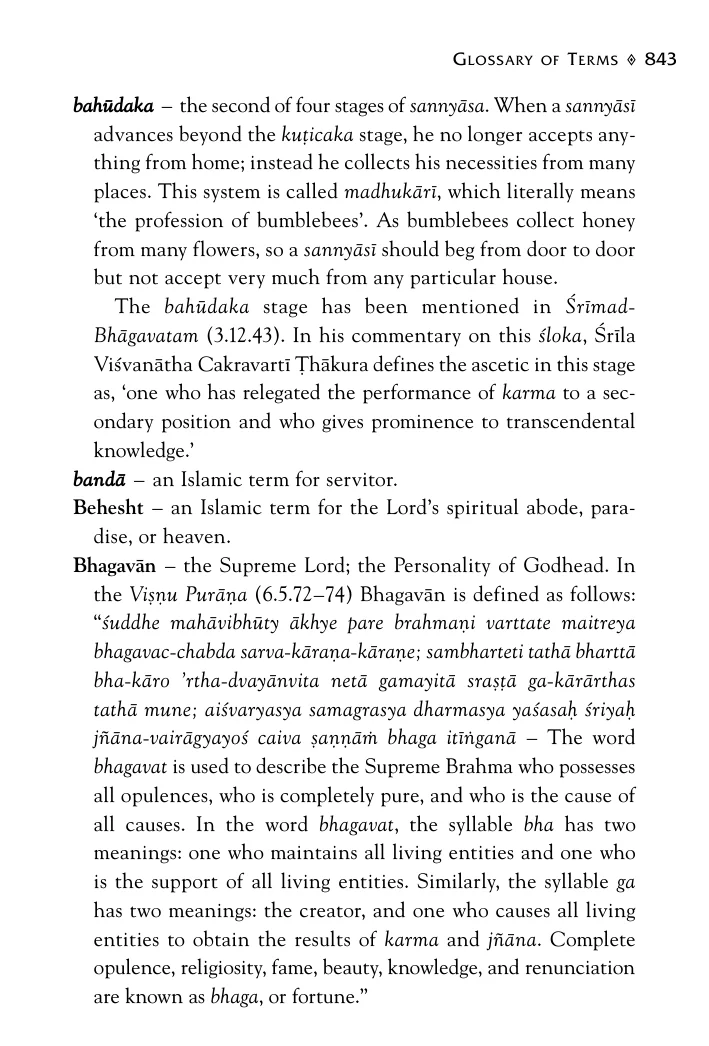 GLOSSARY OF TERMS ◊ 843
bahūdaka – the second of four stages of sannyāsa. When a sannyāsī
advances beyond the kuṭicaka stage, he no longer accepts any-
thing from home; instead he collects his necessities from many
places. This system is called madhukārī, which literally means
‘the profession of bumblebees’. As bumblebees collect honey
from many flowers, so a sannyāsī should beg from door to door
but not accept very much from any particular house.
The bahūdaka stage has been mentioned in Śrīmad-
Bhāgavatam (3.12.43). In his commentary on this śloka, Śrīla
Viśvanātha Cakravartī Ṭhākura defines the ascetic in this stage
as, ‘one who has relegated the performance of karma to a sec-
ondary position and who gives prominence to transcendental
knowledge.’
bandā – an Islamic term for servitor.
Behesht – an Islamic term for the Lord’s spiritual abode, para-
dise, or heaven.
Bhagavān – the Supreme Lord; the Personality of Godhead. In
the Viṣṇu Purāṇa (6.5.72–74) Bhagavān is defined as follows:
“śuddhe mahāvibhūty ākhye pare brahmaṇi varttate maitreya
bhagavac-chabda sarva-kāraṇa-kāraṇe; sambharteti tathā bharttā
bha-kāro ’rtha-dvayānvita netā gamayitā sraṣṭā ga-kārārthas
tathā mune; aiśvaryasya samagrasya dharmasya yaśasaḥ śriyaḥ
jñāna-vairāgyayoś caiva ṣaṇṇāṁ bhaga itīṅganā – The word
bhagavat is used to describe the Supreme Brahma who possesses
all opulences, who is completely pure, and who is the cause of
all causes. In the word bhagavat, the syllable bha has two
meanings: one who maintains all living entities and one who
is the support of all living entities. Similarly, the syllable ga
has two meanings: the creator, and one who causes all living
entities to obtain the results of karma and jñāna. Complete
opulence, religiosity, fame, beauty, knowledge, and renunciation
are known as bhaga, or fortune.”